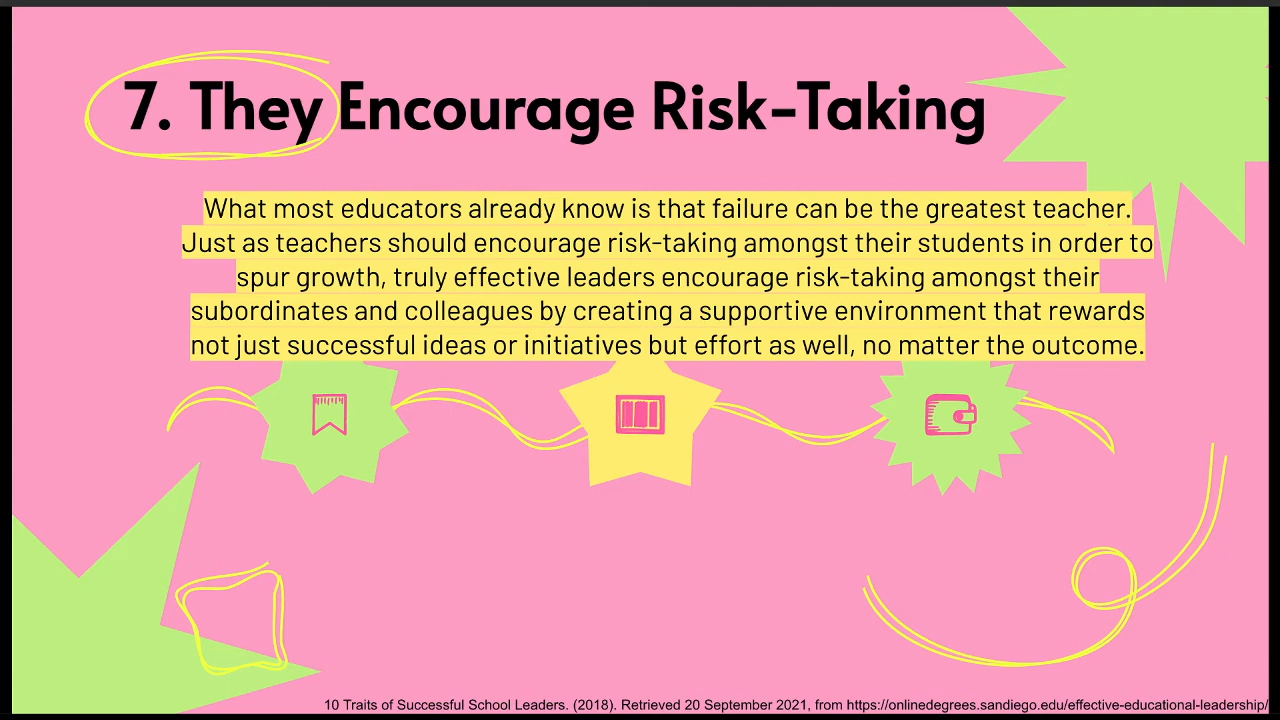 7. They Encourage Risk-Taking
What most educators already know is that failure can be the greatest teacher.
Just as teachers should encourage risk-taking amongst their students in order to
spur growth, truly effective leaders encourage risk-taking amongst their
subordinates and colleagues by creating a supportive environment that rewards
not just successful ideas or initiatives but effort as well, no matter the outcome.
10 Traits of Successful School Leaders. (2018). Retrieved 20 September 2021, from https://onlinedegrees.sandiego.edu/effective-educational-leadership/